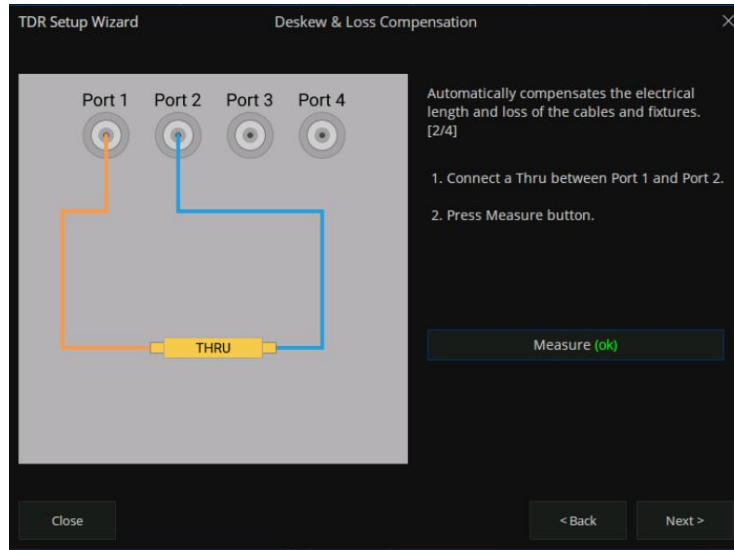 TDR Setup Wizard
Deskew & Loss Compensation
Port 1 Port 2 Port 3 Port 4
THRU
Automatically compensates the electrical
length and loss of the cables and fixtures.
[2/4]
1. Connect a Thru between Port 1 and Port 2.
2. Press Measure button.
Measure (ok)
Close
< Back
Next >